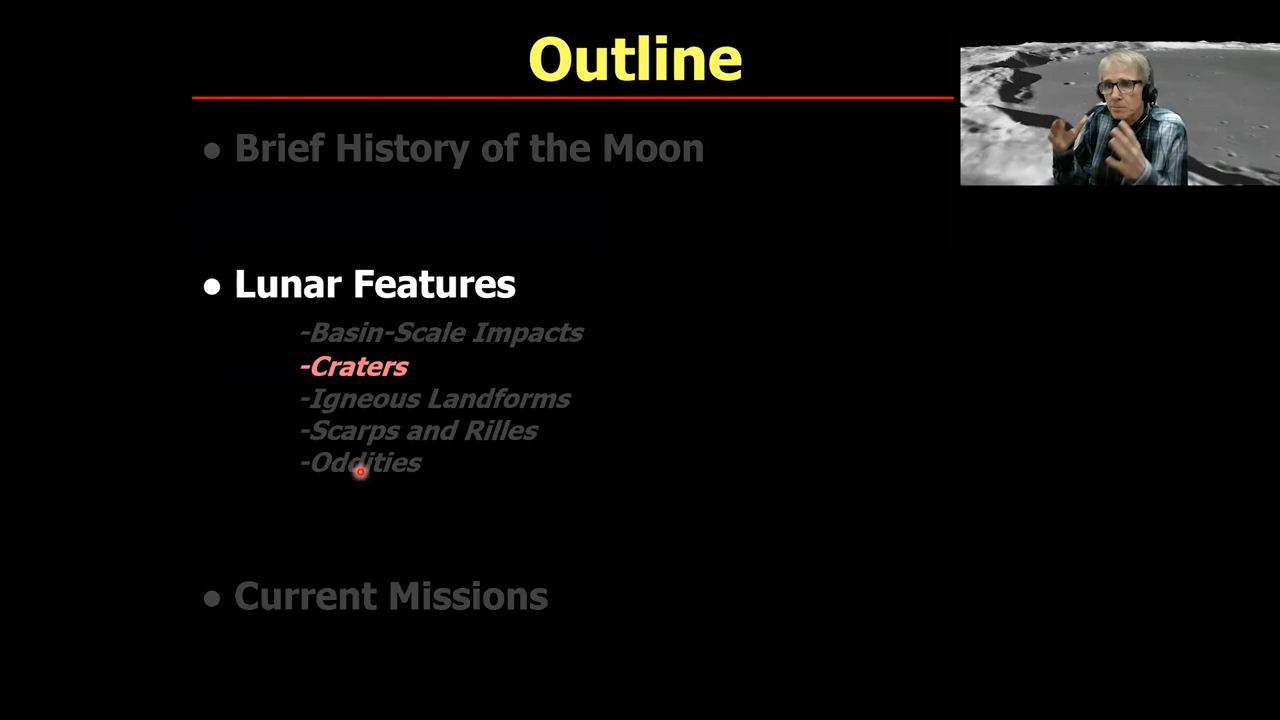 Outline
● Brief History of the Moon
● Lunar Features
-Basin-Scale Impacts
-Craters
-Igneous Landforms
-Scarps and Rilles
-Oddities
● Current Missions